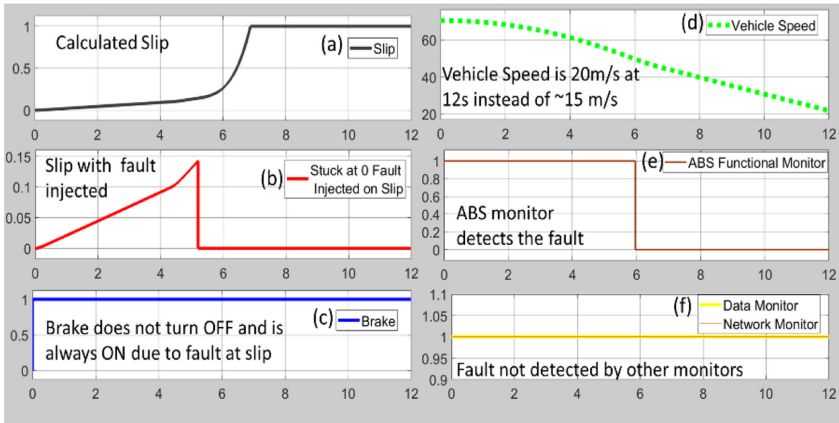 Calculated Slip
(a)
Slip
1
0.5
0
0 2 4 6 8 10 12
Slip with fault
injected
(b)
Stuck at 0 Fault
Injected on Slip
0.15
0.1
0.05
0
0 2 4 6 8 10 12
(c)
Brake
Brake does not turn OFF and is
always ON due to fault at slip
1
0.5
0
0 2 4 6 8 10 12
(d)
Vehicle Speed
Vehicle Speed is 20m/s at
12s instead of ~15 m/s
60
40
20
0 2 4 6 8 10 12
(e)
ABS Functional Monitor
ABS monitor
detects the fault
1
0.8
0.6
0.4
0.2
0
0 2 4 6 8 10 12
(f)
Data Monitor
Network Monitor
Fault not detected by other monitors
1.1
1.05
1
0.95
0.9
0 2 4 6 8 10 12